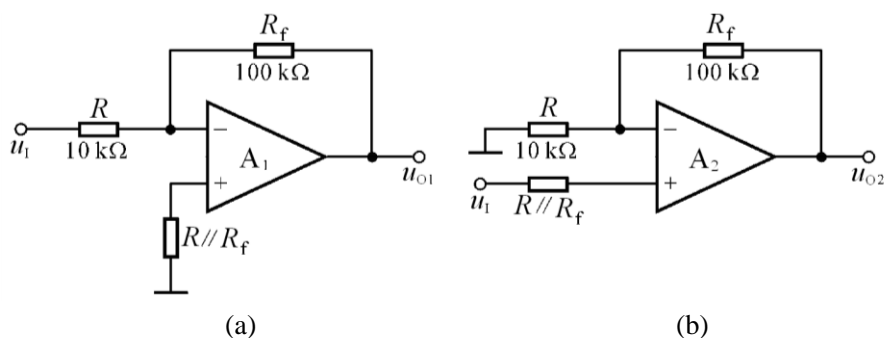 R_f
100 kΩ
R
10 kΩ
u_I
−
+
A_1
u_O1
R // R_f
(a)
R_f
100 kΩ
R
10 kΩ
−
+
A_2
u_I
R // R_f
u_O2
(b)